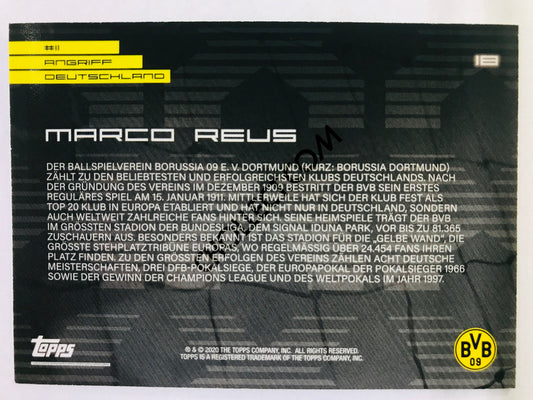 #11
ANGRIFF
DEUTSCHLAND
13
MARCO REUS
DER BALLSPIELVEREIN BORUSSIA 09 E. V. DORTMUND (KURZ: BORUSSIA DORTMUND)
ZÄHLT ZU DEN BELIEBTESTEN UND ERFOLGREICHSTEN KLUBS DEUTSCHLANDS. NACH
DER GRÜNDUNG DES VEREINS IM DEZEMBER 1909 BESTRITT DER BVB SEIN ERSTES
REGULÄRES SPIEL AM 15. JANUAR 1911. MITTLERWEILE HAT SICH DER KLUB FEST ALS
TOP 20 KLUB IN EUROPA ETABLIERT UND HAT NICHT NUR IN DEUTSCHLAND, SONDERN
AUCH WELTWEIT ZAHLREICHE FANS HINTER SICH. SEINE HEIMSPIELE TRÄGT DER BVB
IM GRÖSSTEN STADION DER BUNDESLIGA, DEM SIGNAL IDUNA PARK, VOR BIS ZU 81.365
ZUSCHAUERN AUS. BESONDERS BERÜHMT IST DAS STADION FÜR DIE „GELBE WAND“, DIE
GRÖSSTE STEHPLATZTRIBÜNE EUROPAS, WO REGELMÄSSIG ÜBER 24.454 FANS IHREN
PLATZ FINDEN. ZU DEN GRÖSSTEN ERFOLGEN DES VEREINS ZÄHLEN ACHT DEUTSCHE
MEISTERSCHAFTEN, DREI DFB-POKALSIEGE, DER EUROPAPOKAL DER POKALSIEGER 1966
SOWIE DER GEWINN DER CHAMPIONS LEAGUE UND DES WELTPOKALS IM JAHR 1997.
topps
® & © 2020 THE TOPPS COMPANY, INC. ALL RIGHTS RESERVED.
TOPPS IS A REGISTERED TRADEMARK OF THE TOPPS COMPANY, INC.
BVB
09